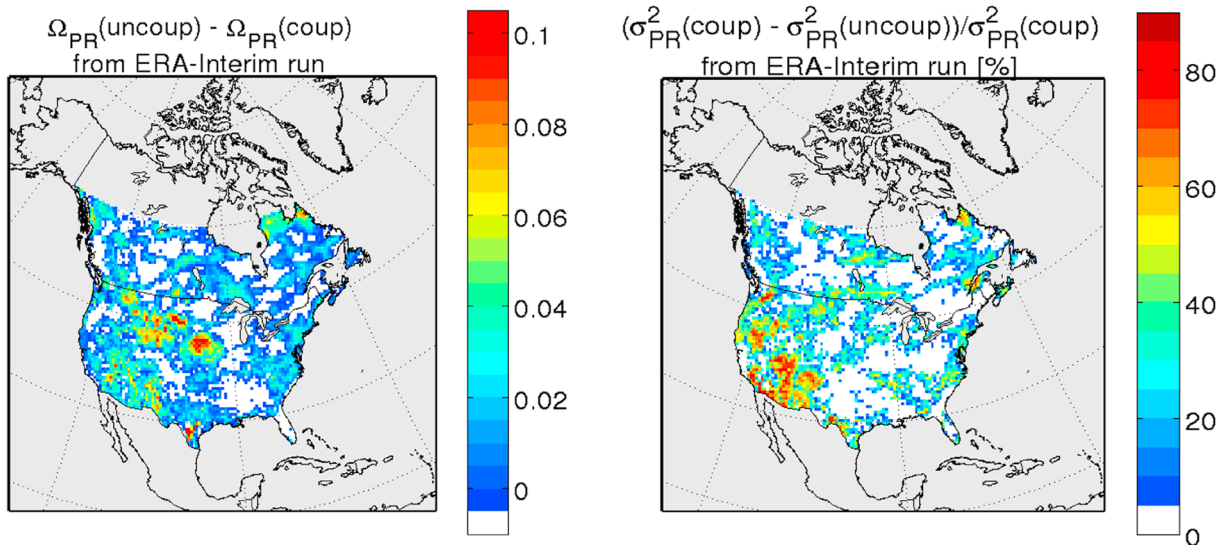 Ω_PR(uncoup) - Ω_PR(coup)
from ERA-Interim run
0.1
0.08
0.06
0.04
0.02
0
(σ²_PR(coup) - σ²_PR(uncoup))/σ²_PR(coup)
from ERA-Interim run [%]
80
60
40
20
0